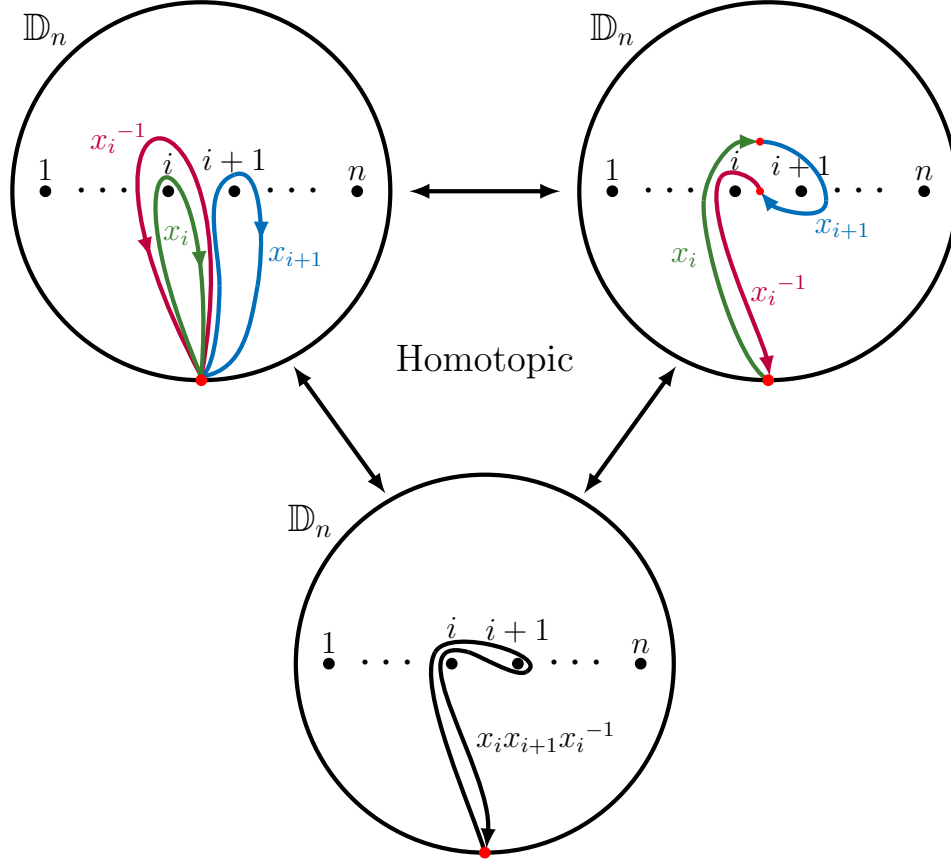 𝔻ₙ
xᵢ⁻¹
1 · · · · i i + 1 · · · n
xᵢ
xᵢ₊₁
𝔻ₙ
1 · · · · i i + 1 · · · n
xᵢ₊₁
xᵢ
xᵢ⁻¹
Homotopic
𝔻ₙ
1 · · · i i + 1 · · · n
xᵢxᵢ₊₁xᵢ⁻¹